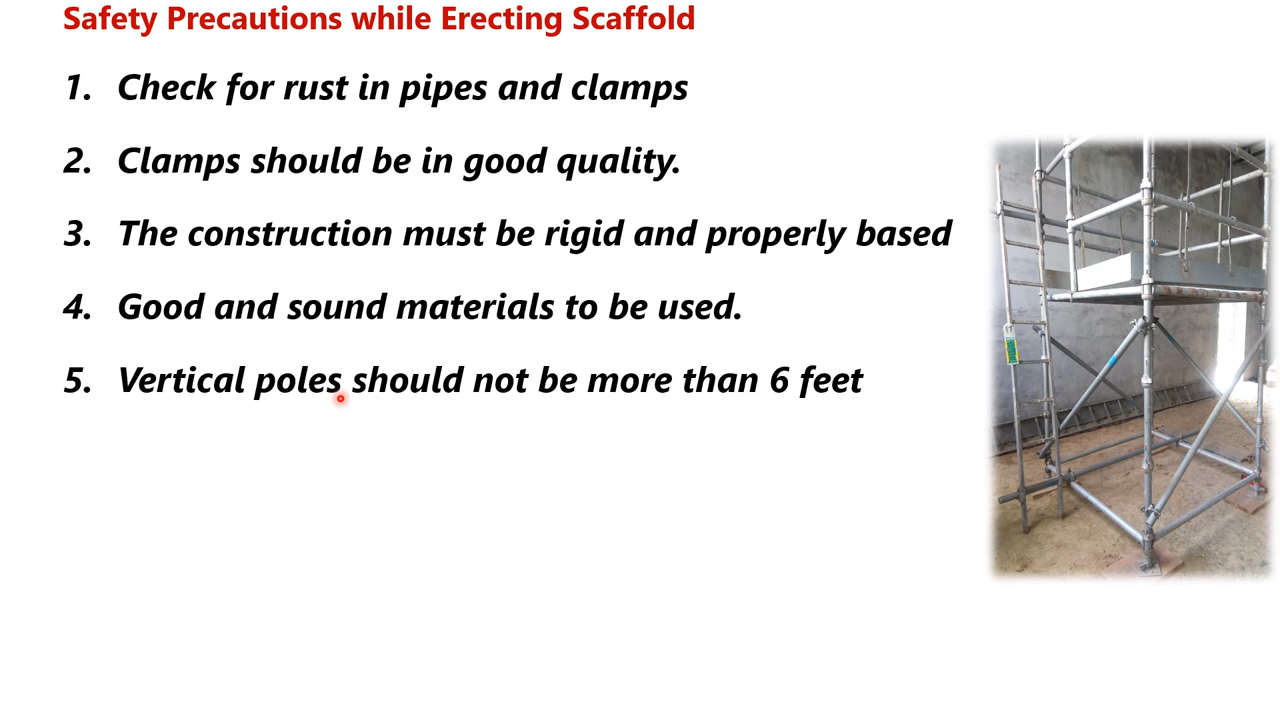 Safety Precautions while Erecting Scaffold
1. Check for rust in pipes and clamps
2. Clamps should be in good quality.
3. The construction must be rigid and properly based
4. Good and sound materials to be used.
5. Vertical poles should not be more than 6 feet